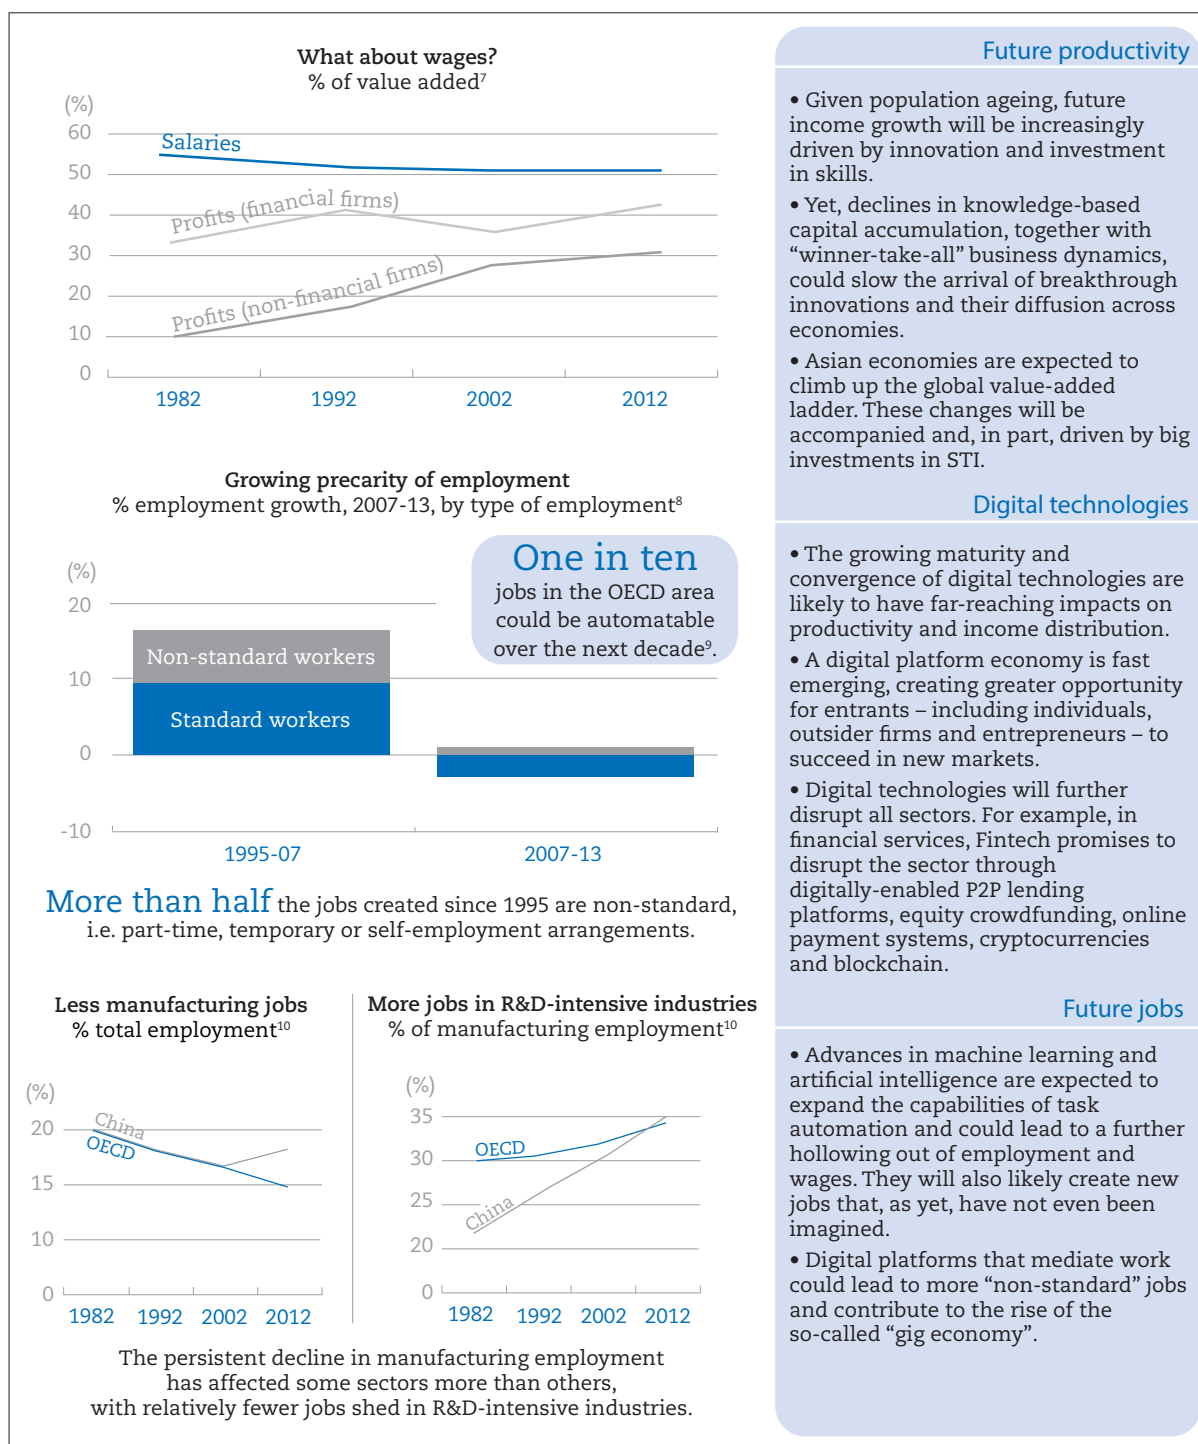 What about wages?
% of value added⁷
(%)
60
50
40
30
20
10
0
Salaries
Profits (financial firms)
Profits (non-financial firms)
1982
1992
2002
2012
Growing precarity of employment
% employment growth, 2007-13, by type of employment⁸
(%)
20
10
0
-10
Non-standard workers
Standard workers
One in ten
jobs in the OECD area
could be automatable
over the next decade⁹.
1995-07
2007-13
More than half the jobs created since 1995 are non-standard,
i.e. part-time, temporary or self-employment arrangements.
Less manufacturing jobs
% total employment¹⁰
(%)
20
15
10
0
China
OECD
1982
1992
2002
2012
More jobs in R&D-intensive industries
% of manufacturing employment¹⁰
(%)
35
30
25
20
0
OECD
China
1982
1992
2002
2012
The persistent decline in manufacturing employment
has affected some sectors more than others,
with relatively fewer jobs shed in R&D-intensive industries.
Future productivity
• Given population ageing, future
income growth will be increasingly
driven by innovation and investment
in skills.
• Yet, declines in knowledge-based
capital accumulation, together with
“winner-take-all” business dynamics,
could slow the arrival of breakthrough
innovations and their diffusion across
economies.
• Asian economies are expected to
climb up the global value-added
ladder. These changes will be
accompanied and, in part, driven by big
investments in STI.
Digital technologies
• The growing maturity and
convergence of digital technologies are
likely to have far-reaching impacts on
productivity and income distribution.
• A digital platform economy is fast
emerging, creating greater opportunity
for entrants – including individuals,
outsider firms and entrepreneurs – to
succeed in new markets.
• Digital technologies will further
disrupt all sectors. For example, in
financial services, Fintech promises to
disrupt the sector through
digitally-enabled P2P lending
platforms, equity crowdfunding, online
payment systems, cryptocurrencies
and blockchain.
Future jobs
• Advances in machine learning and
artificial intelligence are expected to
expand the capabilities of task
automation and could lead to a further
hollowing out of employment and
wages. They will also likely create new
jobs that, as yet, have not even been
imagined.
• Digital platforms that mediate work
could lead to more “non-standard” jobs
and contribute to the rise of the
so-called “gig economy”.